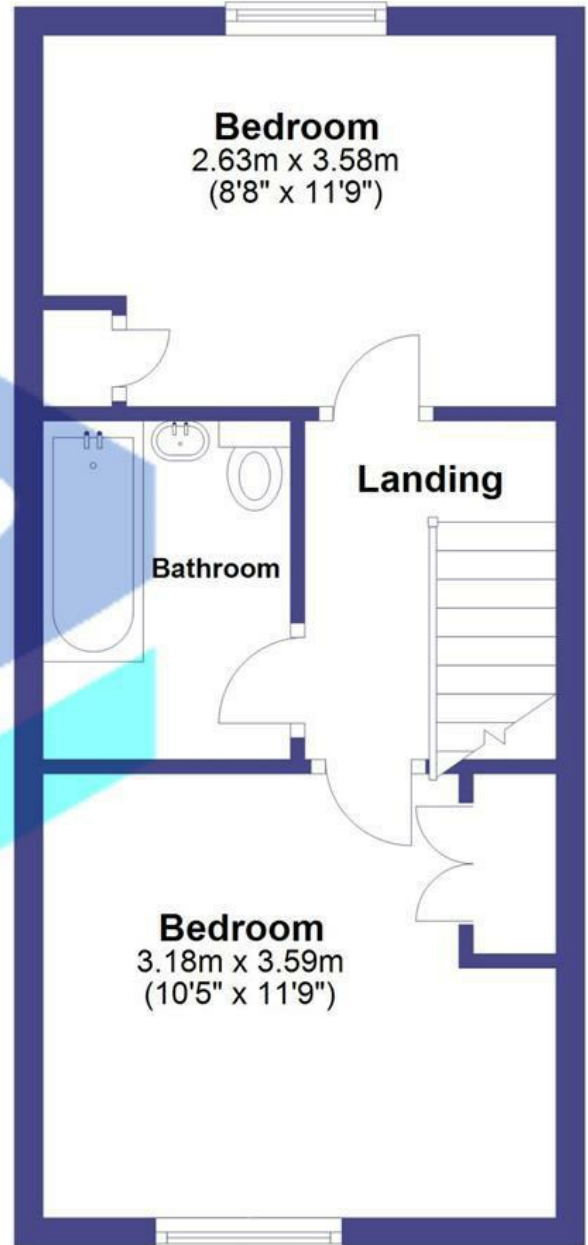 Bedroom
2.63m x 3.58m
(8'8" x 11'9")
Landing
Bathroom
Bedroom
3.18m x 3.59m
(10'5" x 11'9")